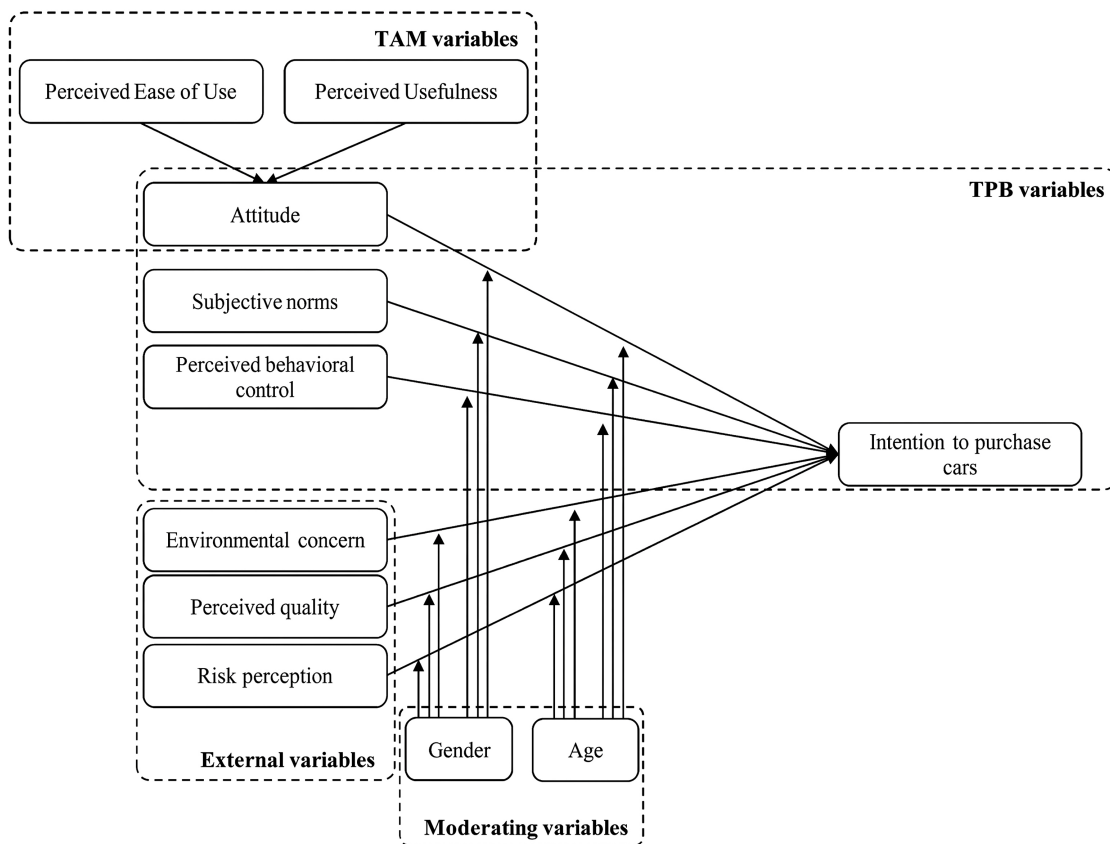 TAM variables
Perceived Ease of Use
Perceived Usefulness
TPB variables
Attitude
Subjective norms
Perceived behavioral
control
Intention to purchase
cars
Environmental concern
Perceived quality
Risk perception
External variables
Gender
Age
Moderating variables